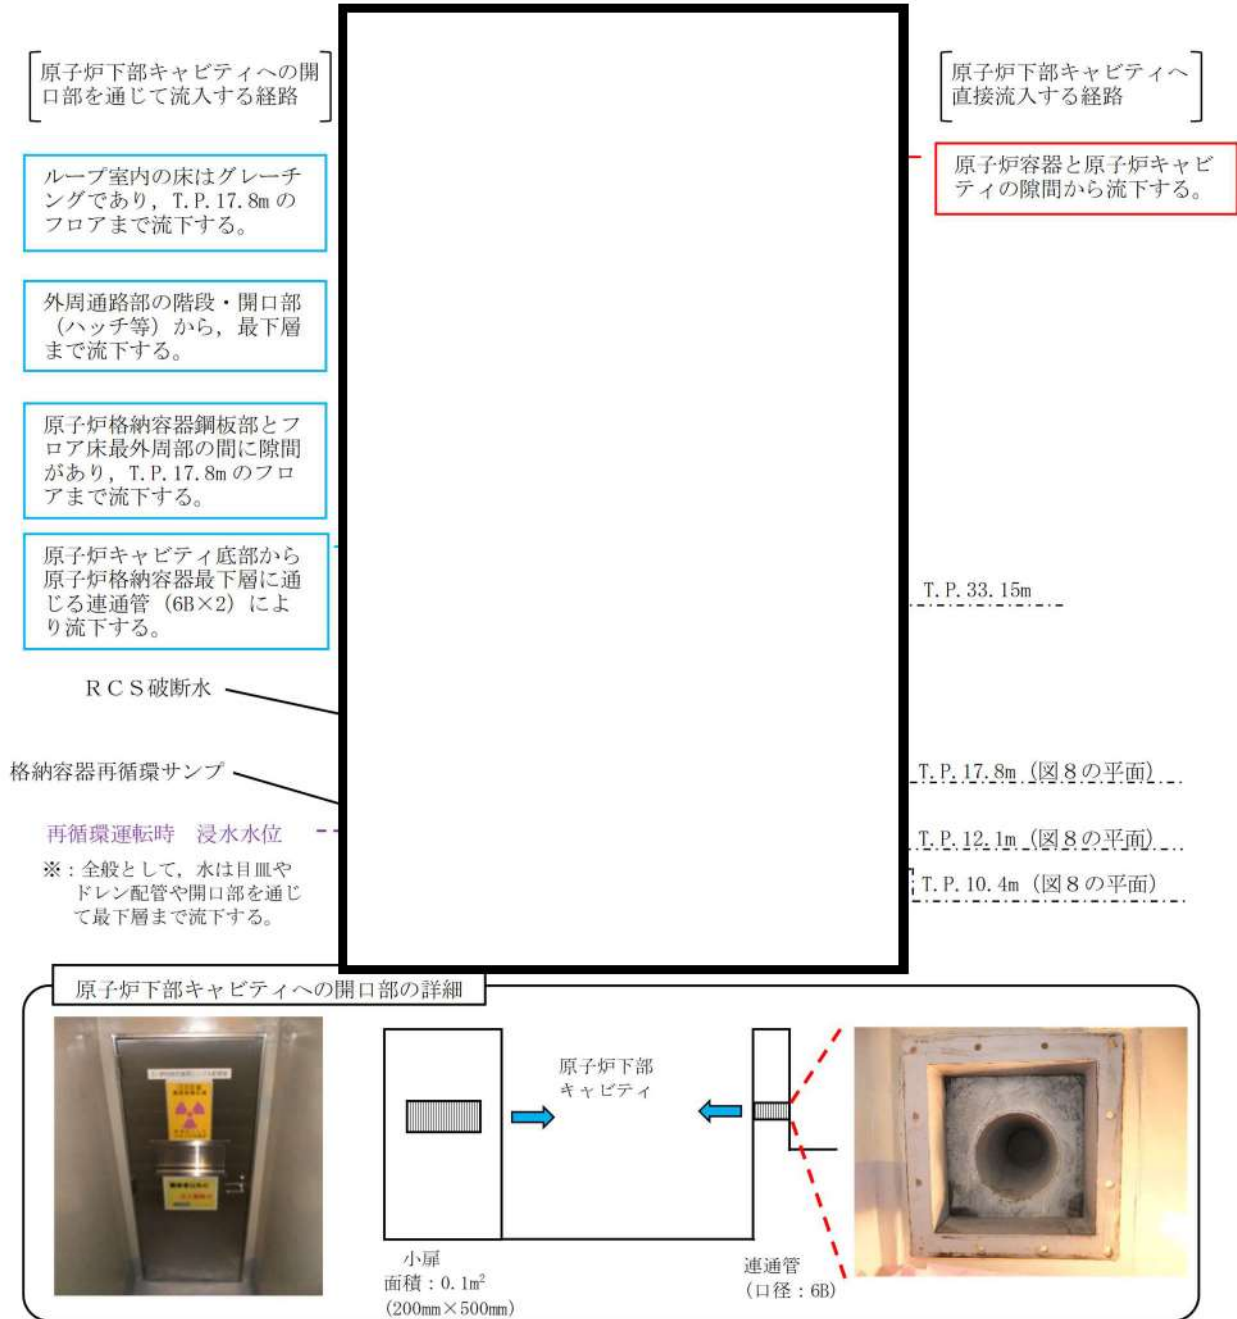 原子炉下部キャビティへの開
口部を通じて流入する経路
原子炉下部キャビティへ
直接流入する経路
ループ室内の床はグレーチ
ングであり，T.P.17.8mの
フロアまで流下する。
原子炉容器と原子炉キャビ
ティの隙間から流下する。
外周通路部の階段・開口部
（ハッチ等）から，最下層
まで流下する。
原子炉格納容器鋼板部とフ
ロア床最外周部の間に隙間
があり，T.P.17.8mのフロ
アまで流下する。
原子炉キャビティ底部から
原子炉格納容器最下層に通
じる連通管（6B×2）によ
り流下する。
T.P.33.15m
ＲＣＳ破断水
格納容器再循環サンプ
T.P.17.8m（図８の平面）
再循環運転時　浸水水位
T.P.12.1m（図８の平面）
※：全般として，水は目皿や
ドレン配管や開口部を通じ
て最下層まで流下する。
T.P.10.4m（図８の平面）
原子炉下部キャビティへの開口部の詳細
原子炉下部
キャビティ
小扉
面積：0.1m²
(200mm×500mm)
連通管
(口径：6B)